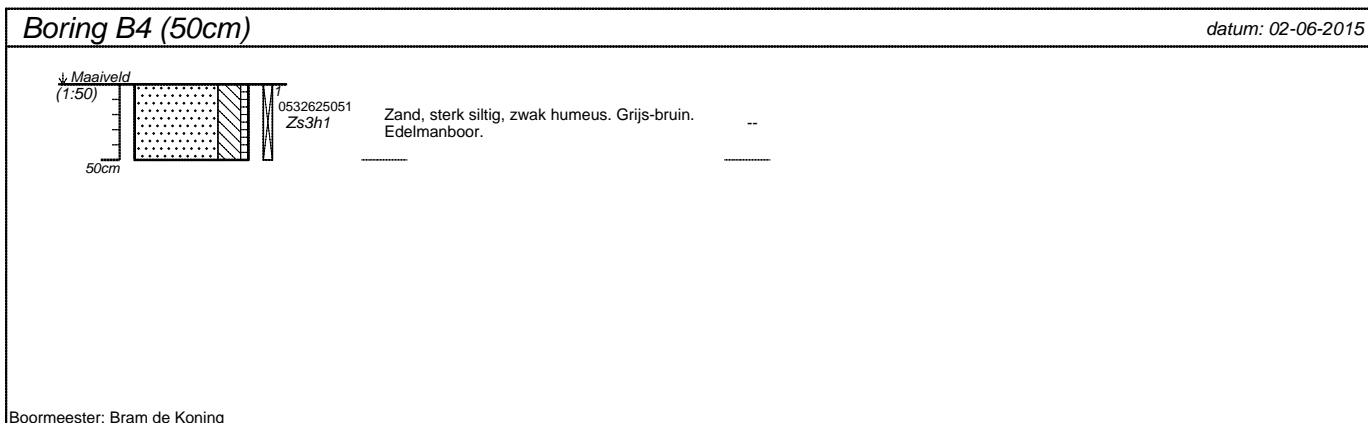 Boring B4 (50cm)
datum: 02-06-2015
Maaiveld
(1:50)
1
0532625051
Zs3h1
Zand, sterk siltig, zwak humeus. Grijs-bruin.
Edelmanboor.
--
50cm
Boormeester: Bram de Koning